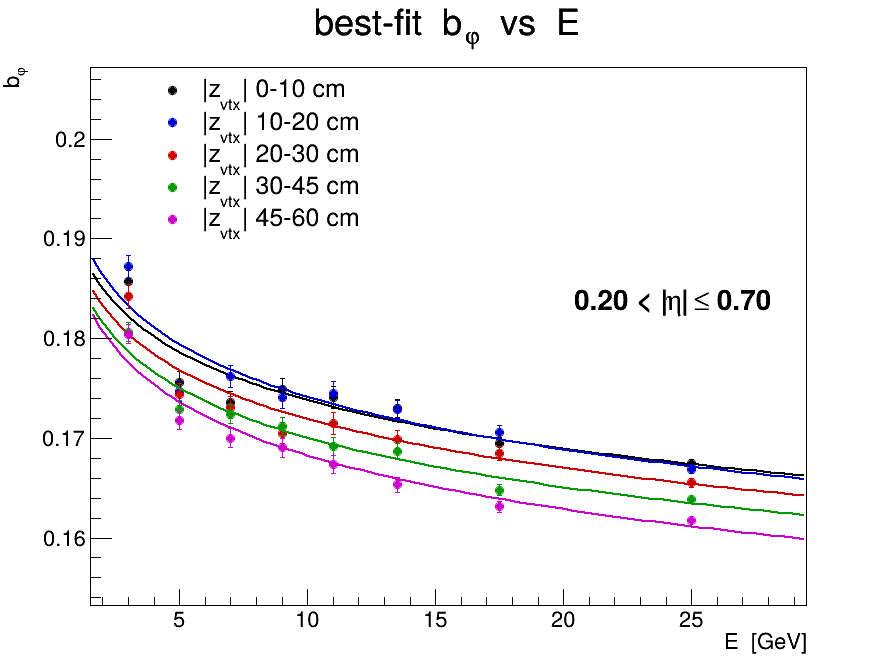 best-fit b_φ vs E
b_φ
|z_vtx| 0-10 cm
|z_vtx| 10-20 cm
|z_vtx| 20-30 cm
|z_vtx| 30-45 cm
|z_vtx| 45-60 cm
0.2
0.19
0.18
0.17
0.16
0.20 < |η| ≤ 0.70
5 10 15 20 25
E [GeV]